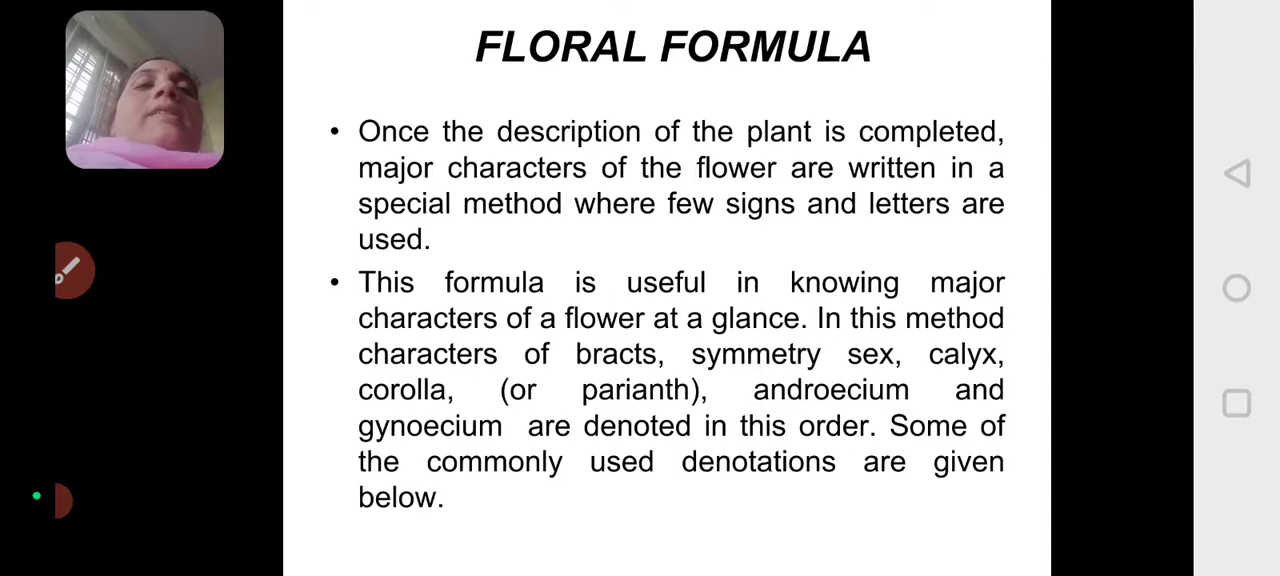 FLORAL FORMULA
• Once the description of the plant is completed,
major characters of the flower are written in a
special method where few signs and letters are
used.
• This formula is useful in knowing major
characters of a flower at a glance. In this method
characters of bracts, symmetry sex, calyx,
corolla, (or parianth), androecium and
gynoecium are denoted in this order. Some of
the commonly used denotations are given
below.